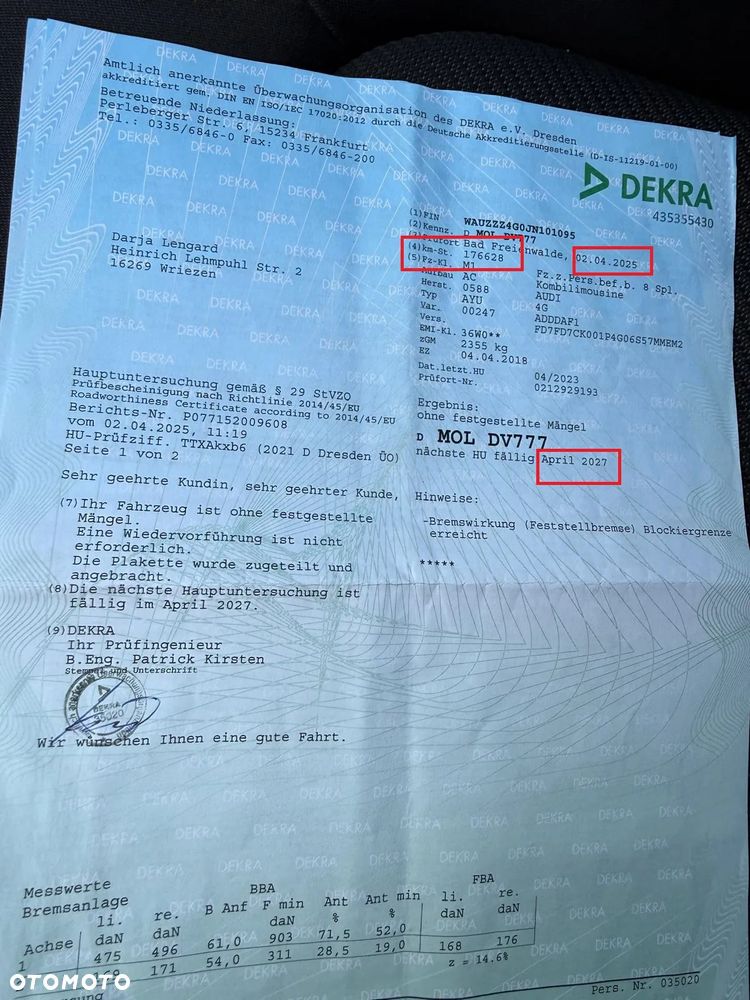 Amtlich anerkannte Überwachungsorganisation des DEKRA e.V. Dresden
akkreditiert gem. DIN EN ISO/IEC 17020:2012 durch die Deutsche Akkreditierungsstelle (D-IS-11219-01-00)
Betreuende Niederlassung:
Perleberger Str. 6, 15234 Frankfurt
Tel.: 0335/6846-0 Fax: 0335/6846-200
DEKRA
435355430
Darja Lengard
Heinrich Lehmpuhl Str. 2
16269 Wriezen
(1)FIN WAUZZZ4G0JN101095
(2)Kennz. D MOL DV777
(3)Prüfort Bad Freienwalde, 02.04.2025
(4)km-St. 176628
(5)Fz-Kl. M1 Fz.z.Pers.bef.b. 8 Spl.
Aufbau AC Kombilimousine
Herst. 0588 AUDI
Typ AYU 4G
Var. 00247 ADDDAF1
Vers. FD7FD7CK001P4G06S57MMEM2
EMI-Kl. 36W0**
zGM 2355 kg
EZ 04.04.2018
Dat.letzt.HU 04/2023
Prüfort-Nr. 0212929193
Hauptuntersuchung gemäß § 29 StVZO
Prüfbescheinigung nach Richtlinie 2014/45/EU
Roadworthiness Certificate according to 2014/45/EU
Berichts-Nr. P077152009608
vom 02.04.2025, 11:19
HU-Prüfziff. TTXAkxb6 (2021 D Dresden ÜO)
Seite 1 von 2
Ergebnis:
ohne festgestellte Mängel
D MOL DV777
nächste HU fällig April 2027
Sehr geehrte Kundin, sehr geehrter Kunde,
(7)Ihr Fahrzeug ist ohne festgestellte
Mängel.
Eine Wiedervorführung ist nicht
erforderlich.
Die Plakette wurde zugeteilt und
angebracht.
(8)Die nächste Hauptuntersuchung ist
fällig im April 2027.
Hinweise:
-Bremswirkung (Feststellbremse) Blockiergrenze
erreicht
*****
(9)DEKRA
Ihr Prüfingenieur
B.Eng. Patrick Kirsten
Stempel und Unterschrift
DEKRA
Wir wünschen Ihnen eine gute Fahrt.
Messwerte
Bremsanlage BBA FBA
li. re. B Anf F min Ant Ant min li. re.
Achse daN daN daN % % daN daN
1 475 496 61,0 903 71,5 52,0
171 54,0 311 28,5 19,0 168 176
z = 14.6%
Pers. Nr. 035020
OTOMOTO